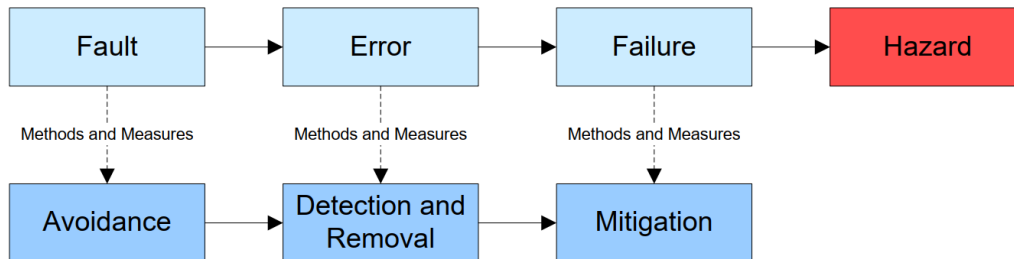 Fault
Error
Failure
Hazard
Methods and Measures
Methods and Measures
Methods and Measures
Avoidance
Detection and
Removal
Mitigation